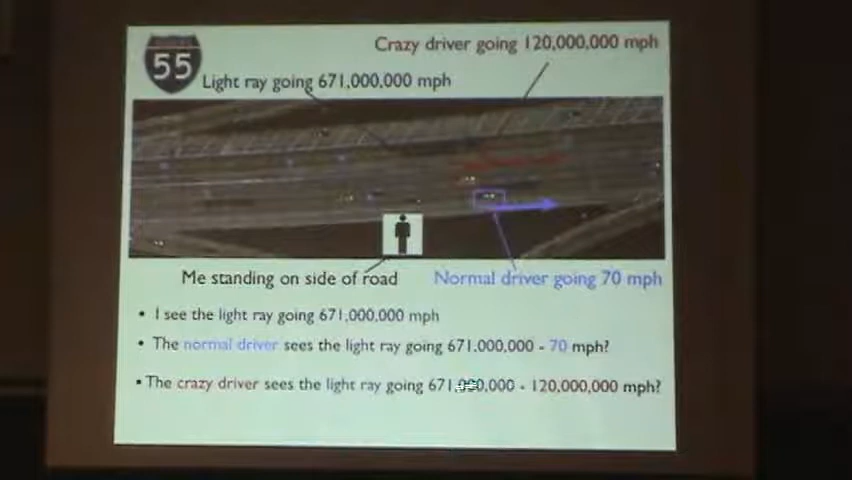 Crazy driver going 120,000,000 mph
55
Light ray going 671,000,000 mph
Me standing on side of road
Normal driver going 70 mph
• I see the light ray going 671,000,000 mph
• The normal driver sees the light ray going 671,000,000 - 70 mph?
• The crazy driver sees the light ray going 671,000,000 - 120,000,000 mph?